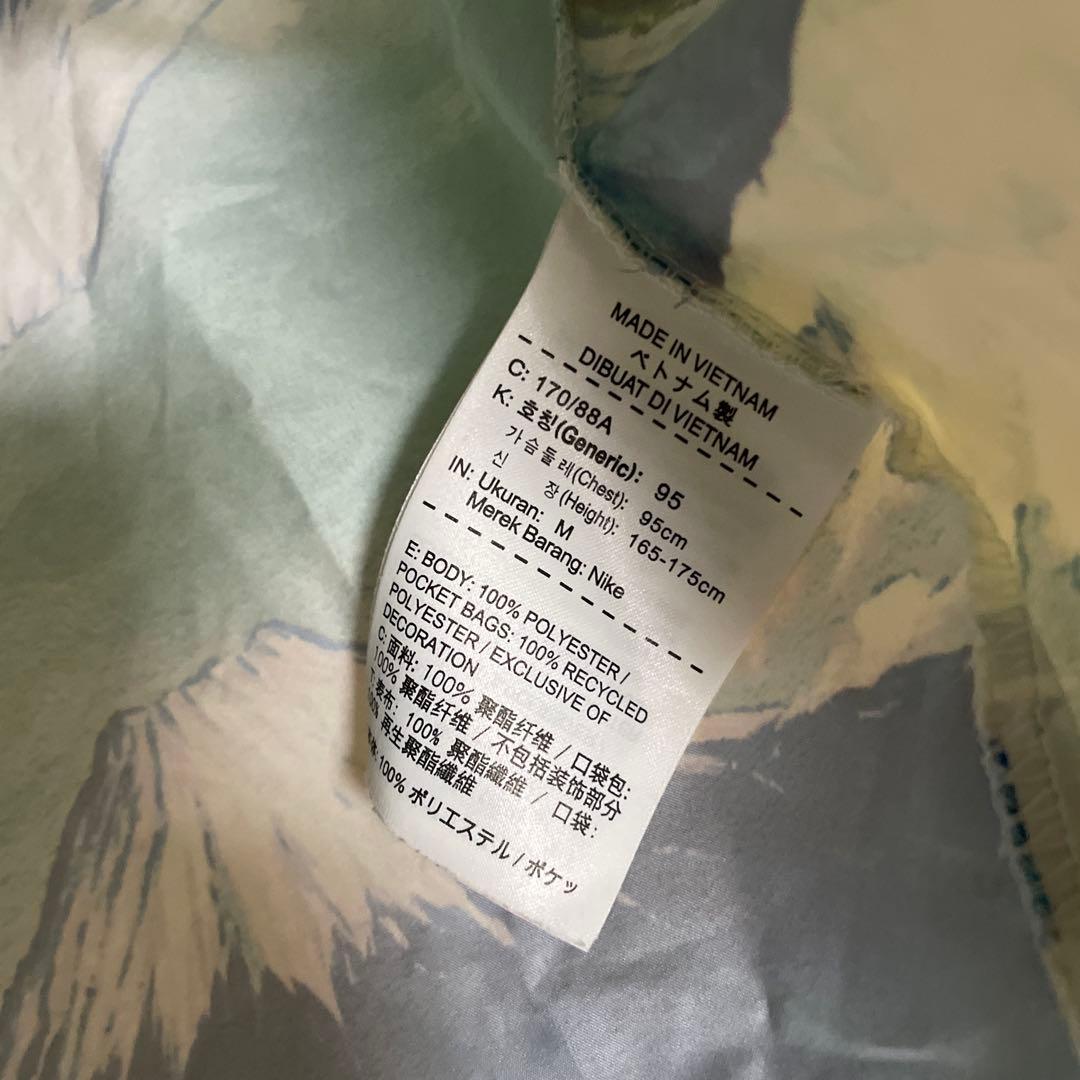 MADE IN VIETNAM
ベトナム製
DIBUAT DI VIETNAM
C: 170/88A
K: 호칭(Generic): 95
가슴둘레(Chest): 95cm
신 장(Height): 165-175cm
IN: Ukuran: M
Merek Barang: Nike
E: BODY: 100% POLYESTER /
POCKET BAGS: 100% RECYCLED
POLYESTER / EXCLUSIVE OF
DECORATION
C: 面料: 100% 聚酯纤维 / 口袋包:
100% 聚酯纤维 / 不包括装饰部分
T: 表布: 100% 聚酯纖維 / 口袋:
100% 再生聚酯纖維
100% ポリエステル / ポケッ